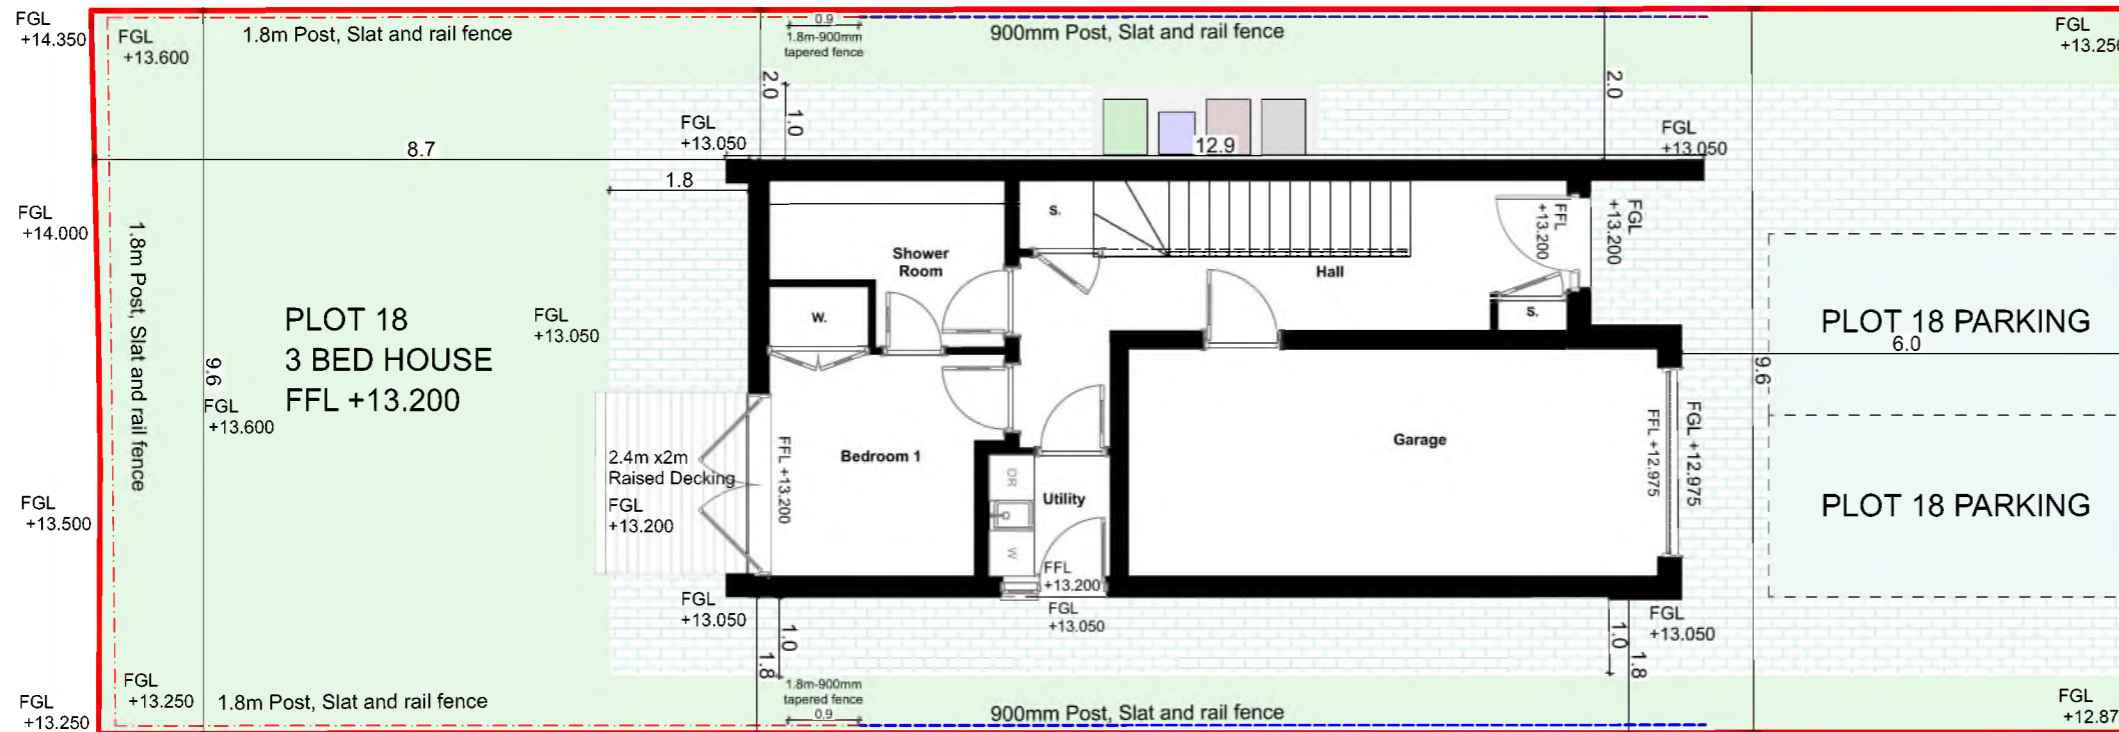 FGL
+14.350
FGL
+13.600
1.8m Post, Slat and rail fence
0.9
1.8m-900mm
tapered fence
900mm Post, Slat and rail fence
FGL
+13.250
2.0
1.0
2.0
FGL
+13.050
12.9
FGL
+13.050
8.7
1.8
FGL
+14.000
1.8m Post, Slat and rail fence
S.
Shower
Room
Hall
FFL
+13.200
FGL
+13.200
PLOT 18
3 BED HOUSE
FFL +13.200
FGL
+13.050
W.
S.
PLOT 18 PARKING
6.0
9.6
9.6
FGL
+13.600
2.4m x2m
Raised Decking
FGL
+13.200
FFL +13.200
Bedroom 1
DR
W
Utility
Garage
FFL +12.975
FGL +12.975
PLOT 18 PARKING
FGL
+13.500
FFL
+13.200
FGL
+13.050
FGL
+13.050
FGL
+13.050
1.0
1.8
1.0
1.8
FGL
+13.250
FGL
+13.250
1.8m Post, Slat and rail fence
1.8m-900mm
tapered fence
0.9
900mm Post, Slat and rail fence
FGL
+12.87